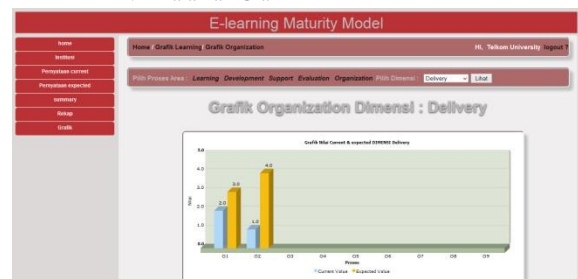 E-learning Maturity Model
home
Institusi
Pernyataan current
Pernyataan expected
summary
Rekap
Grafik
Home / Grafik Learning / Grafik Organization
Hi, Telkom University logout ?
Pilih Proses Area : Learning Development Support Evaluation Organization Pilih Dimensi : Delivery Lihat
Grafik Organization Dimensi : Delivery
Grafik Nilai Current & expected DIMENSI Delivery
5.0
4.0
3.0
2.0
1.0
0.0
Nilai
2.0
3.0
1.0
4.0
O1 O2 O3 O4 O5 O6 O7 O8 O9
Proses
Current Value Expected Value